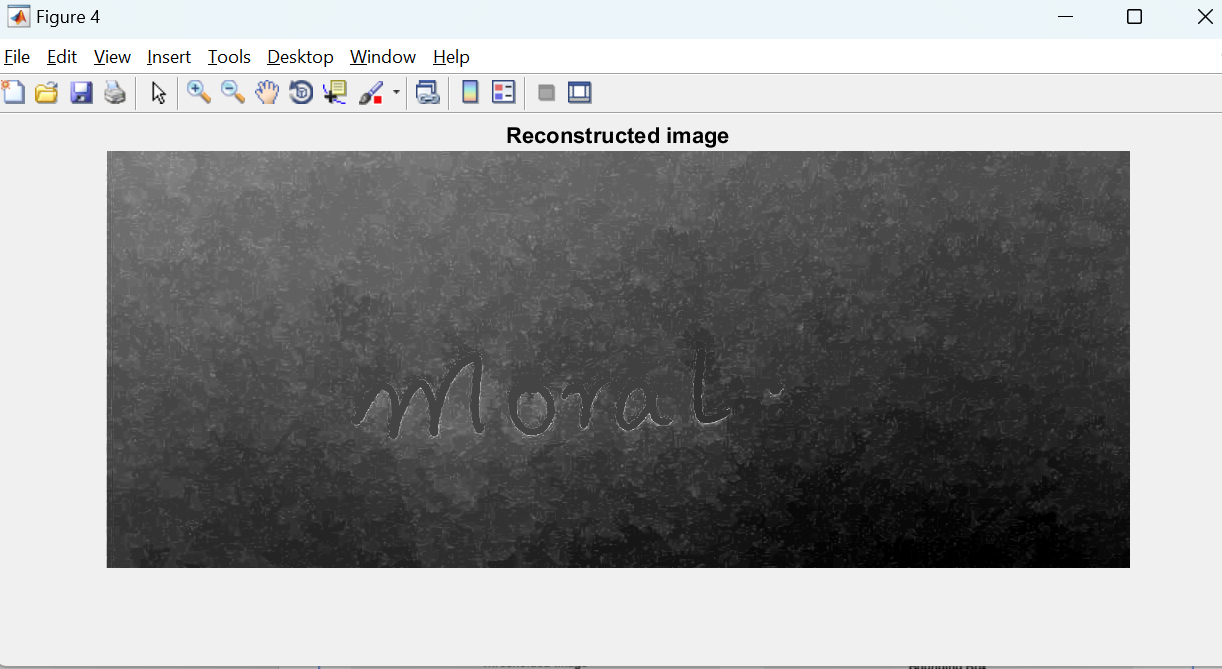 Figure 4
File Edit View Insert Tools Desktop Window Help
Reconstructed image
Moral